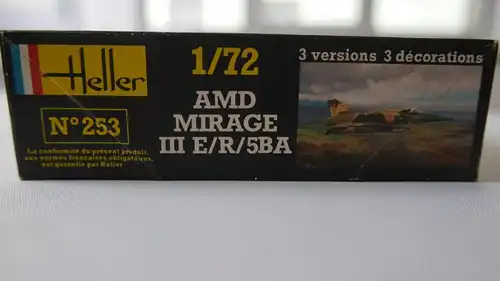 Heller
N° 253
La conformité du présent produit
aux normes françaises obligatoires,
est garantie par Heller
1/72
AMD
MIRAGE
III E/R/5BA
3 versions 3 décorations